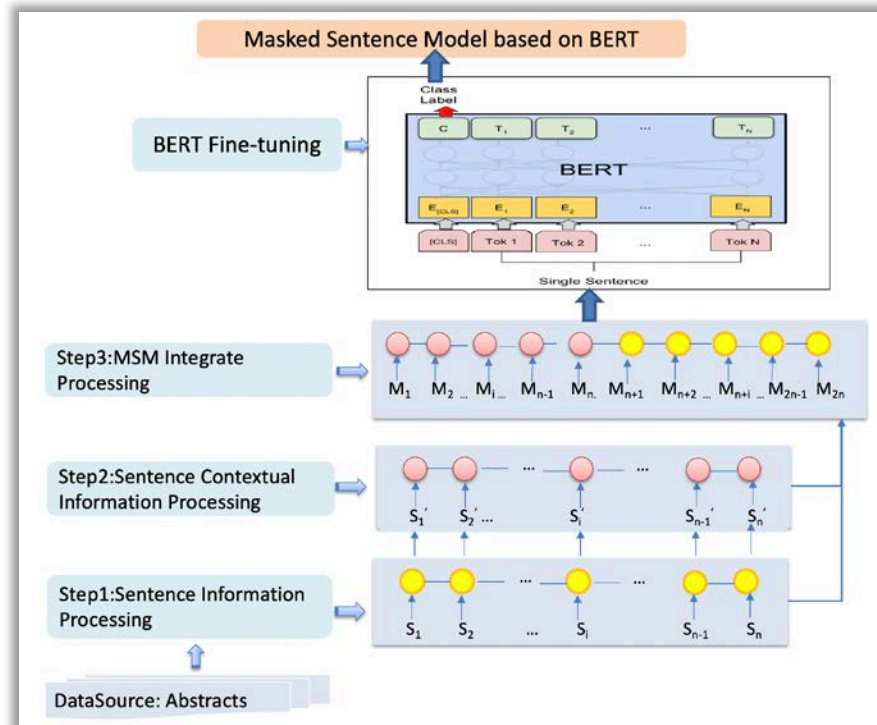 Masked Sentence Model based on BERT
Class
Label
BERT Fine-tuning
C T₁ T₂ ... T_N
BERT
E_[CLS] E₁ E₂ ... E_N
[CLS] Tok 1 Tok 2 ... Tok N
Single Sentence
Step3:MSM Integrate
Processing
M₁ M₂ ... Mᵢ ... Mₙ₋₁ Mₙ. Mₙ₊₁ Mₙ₊₂ ... Mₙ₊ᵢ ... M₂ₙ₋₁ M₂ₙ
Step2:Sentence Contextual
Information Processing
... ...
S₁′ S₂′ ... Sᵢ′ Sₙ₋₁′ Sₙ′
Step1:Sentence Information
Processing
... ...
S₁ S₂ ... Sᵢ Sₙ₋₁ Sₙ
DataSource: Abstracts